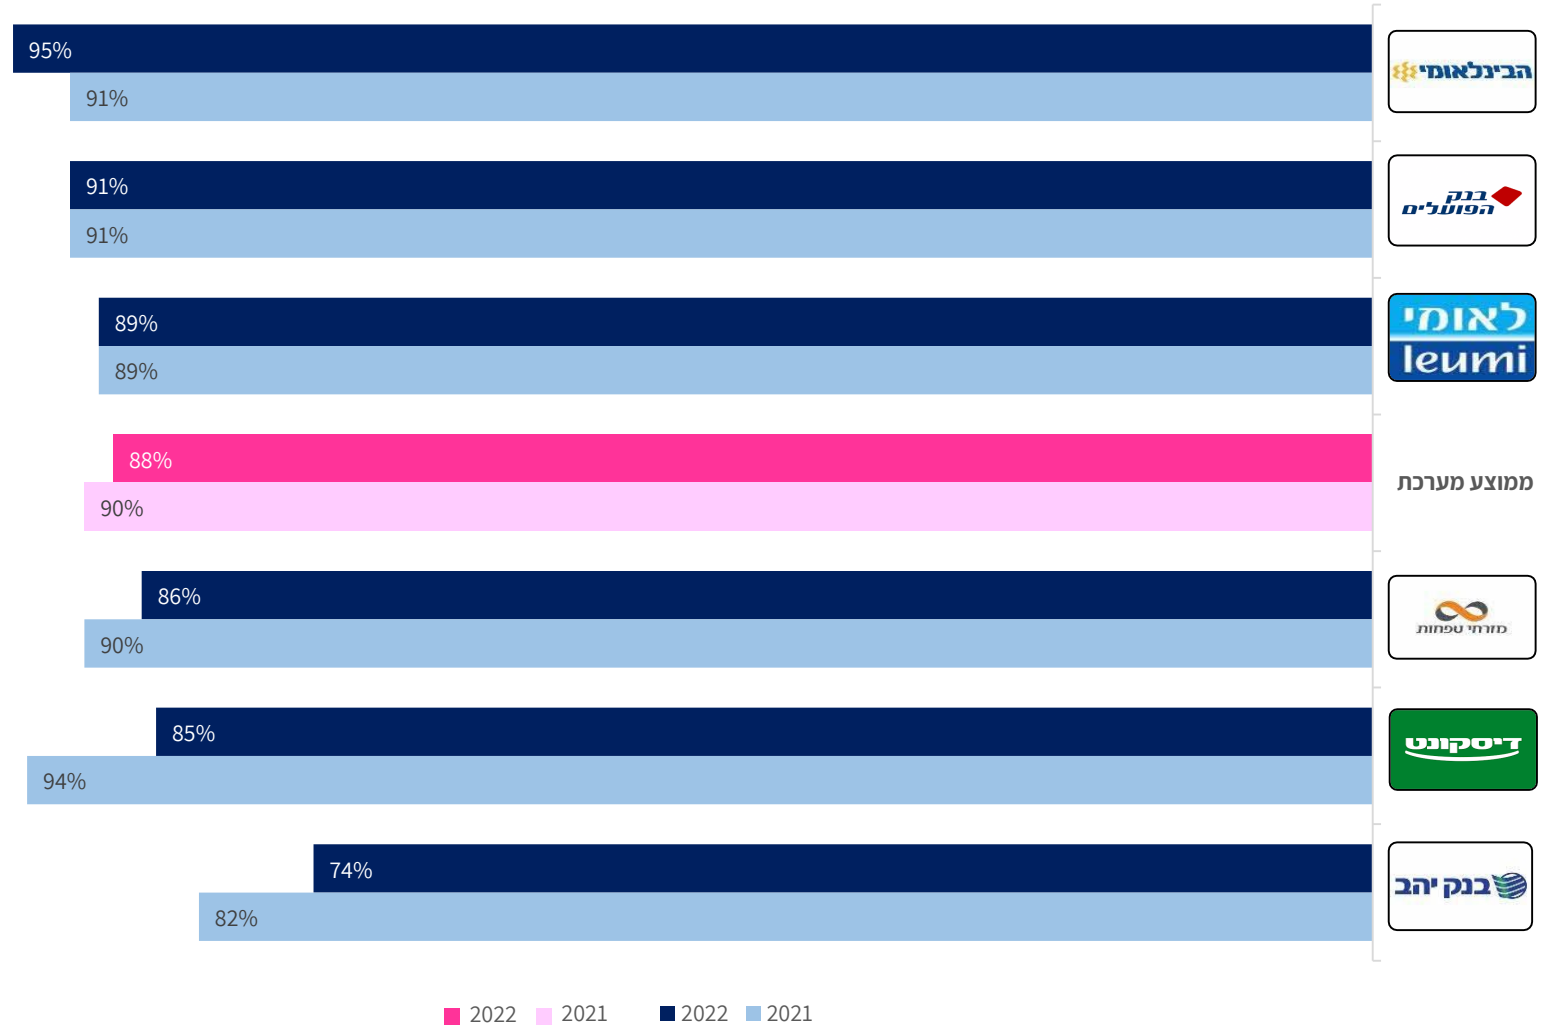 95%
הבינלאומי
91%
91%
בנק
הפועלים
91%
89%
לאומי
leumi
89%
88%
ממוצע מערכת
90%
86%
מזרחי טפחות
90%
85%
דיסקונט
94%
74%
בנק יהב
82%
2022 2021 2022 2021